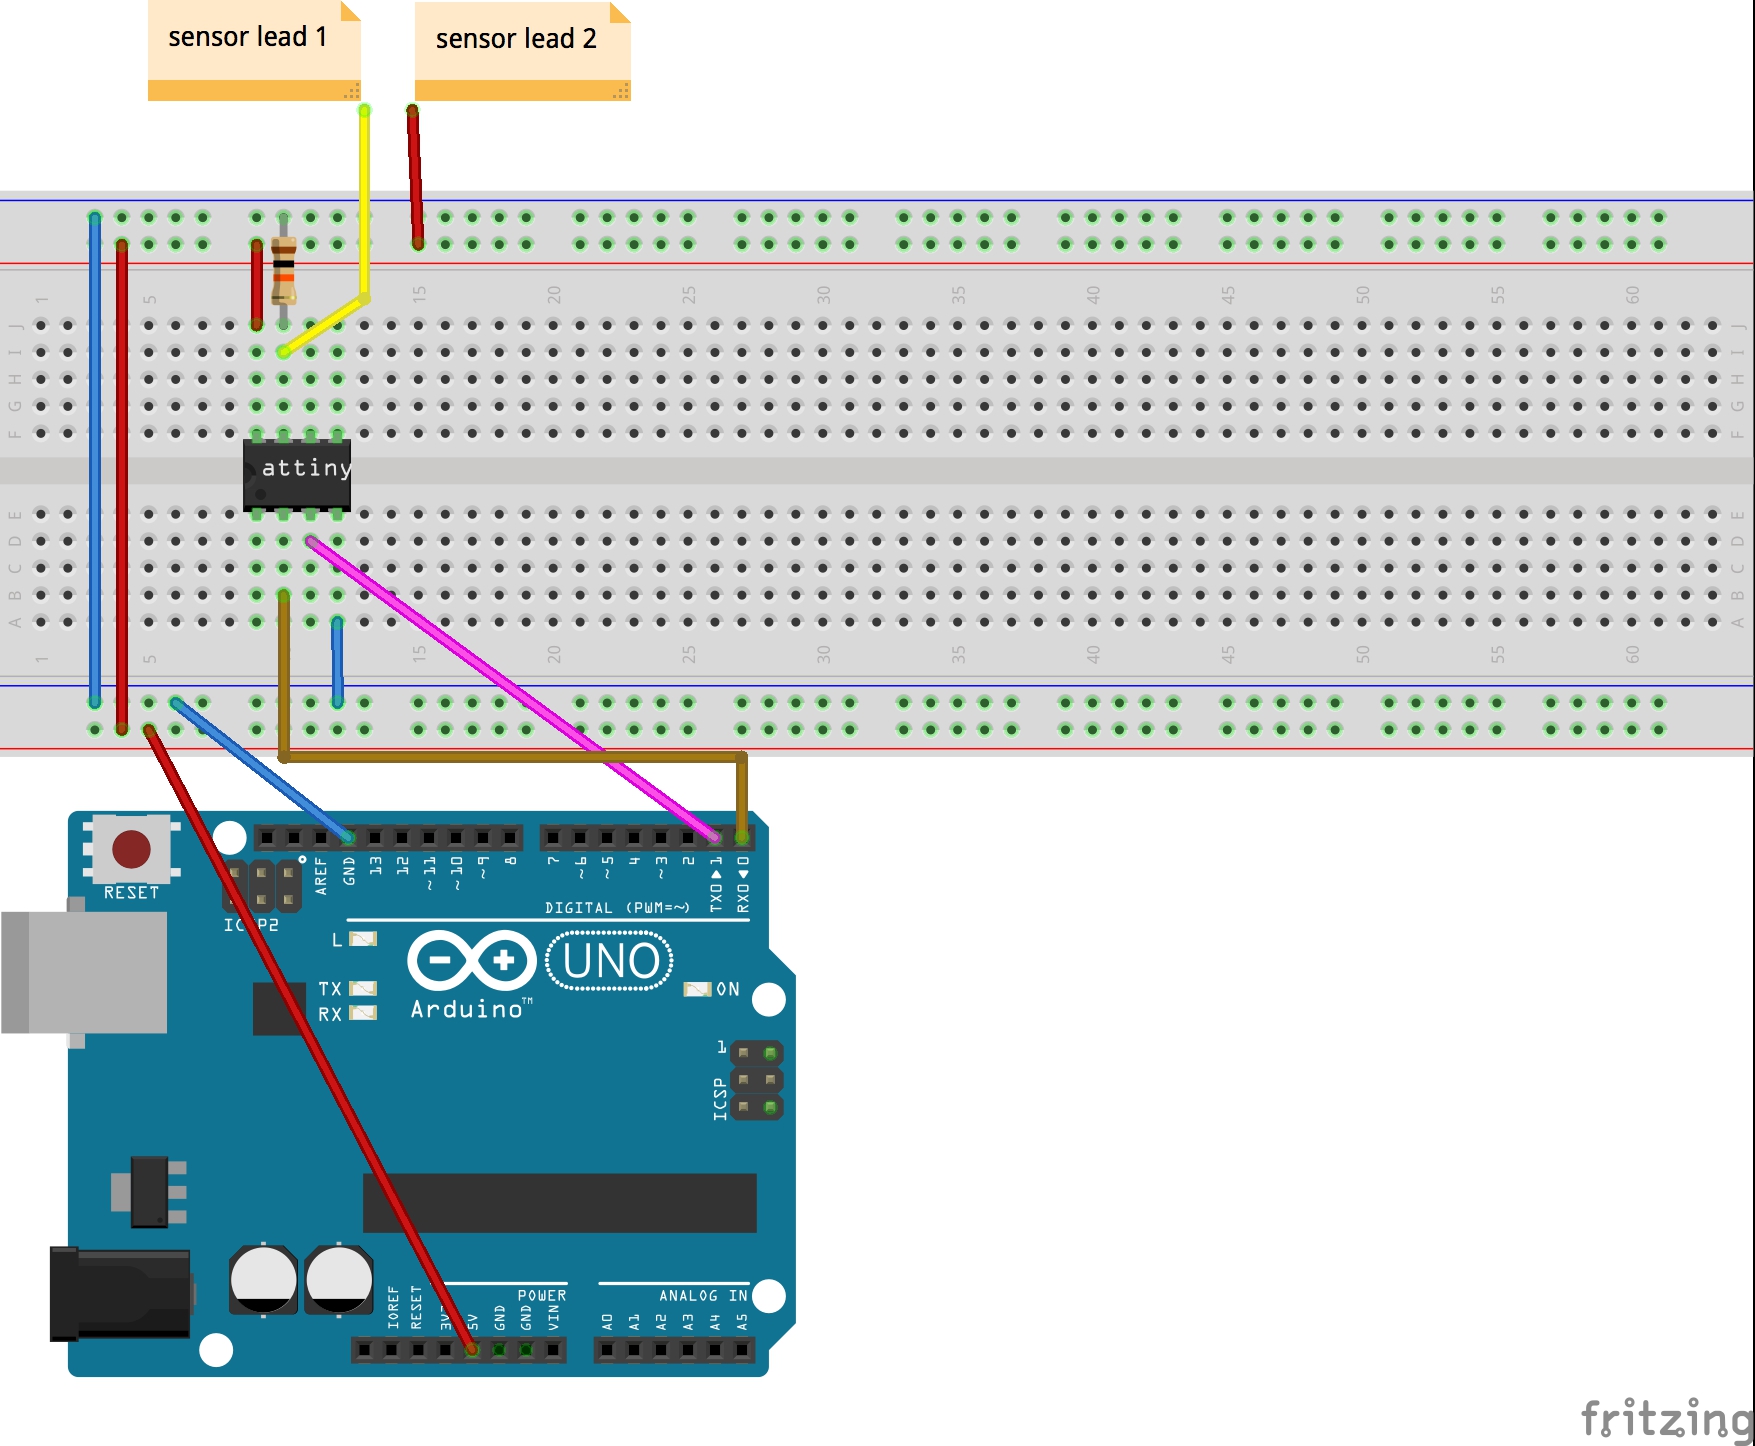 sensor lead 1
sensor lead 2
1 5 15 20 25 30 35 40 45 50 55 60
J J
I I
H H
G G
F F
attiny
E E
D D
C C
B B
A A
1 5 15 20 25 30 35 40 45 50 55 60
RESET
AREF GND 13 12 ~11 ~10 ~9 8 7 ~6 ~5 4 ~3 2 TX0▶1 RX0◀0
DIGITAL (PWM=~)
ICSP2
L
TX
RX
UNO
Arduino™
ON
1
ICSP
POWER
ANALOG IN
IOREF RESET 5V GND GND VIN A0 A1 A2 A3 A4 A5
fritzing